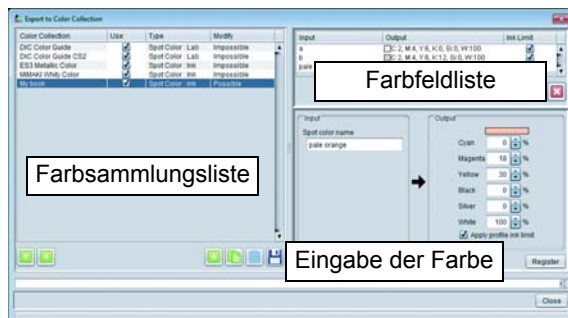 Export to Color Collection
Color Collection Use Type Modify
DIC Color Guide Spot Color : Lab Impossible
DIC Color Guide CS2 Spot Color : Lab Impossible
ES3 Metallic Color Spot Color : Ink Impossible
MIMAKI Whity Color Spot Color : Ink Impossible
My book Spot Color : Ink Possible
Farbsammlungsliste
Input Output Ink Limit
a C:2, M:4, Y:6, K:0, Si:0, W:100
b C:2, M:4, Y:6, K:12, Si:0, W:100
pale
Farbfeldliste
Input
Spot color name
pale orange
Output
Cyan 0 %
Magenta 18 %
Yellow 30 %
Black 0 %
Silver 0 %
White 100 %
Apply profile ink limit
Eingabe der Farbe
Register
Close